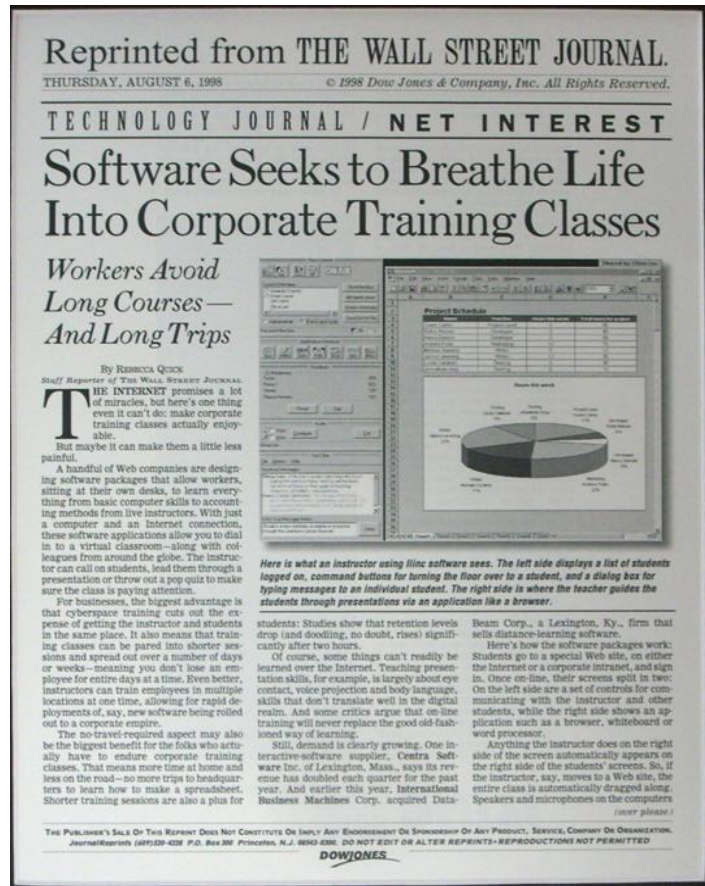 Reprinted from THE WALL STREET JOURNAL.
THURSDAY, AUGUST 6, 1998
© 1998 Dow Jones & Company, Inc. All Rights Reserved.
TECHNOLOGY JOURNAL / NET INTEREST
Software Seeks to Breathe Life
Into Corporate Training Classes
Workers Avoid
Long Courses—
And Long Trips
By REBECCA QUICK
Staff Reporter of THE WALL STREET JOURNAL
THE INTERNET promises a lot
of miracles, but here's one thing
even it can't do: make corporate
training classes actually enjoy-
able.
But maybe it can make them a little less
painful.
A handful of Web companies are design-
ing software packages that allow workers,
sitting at their own desks, to learn every-
thing from basic computer skills to account-
ing methods from live instructors. With just
a computer and an Internet connection,
these software applications allow you to dial
in to a virtual classroom—along with col-
leagues from around the globe. The instruc-
tor can call on students, lead them through a
presentation or throw out a pop quiz to make
sure the class is paying attention.
For businesses, the biggest advantage is
that cyberspace training cuts out the ex-
pense of getting the instructor and students
in the same place. It also means that train-
ing classes can be pared into shorter ses-
sions and spread out over a number of days
or weeks—meaning you don't lose an em-
ployee for entire days at a time. Even better,
instructors can train employees in multiple
locations at one time, allowing for rapid de-
ployments of, say, new software being rolled
out to a corporate empire.
The no-travel-required aspect may also
be the biggest benefit for the folks who actu-
ally have to endure corporate training
classes. That means more time at home and
less on the road—no more trips to headquar-
ters to learn how to make a spreadsheet.
Shorter training sessions are also a plus for
Project Schedule
Hours this week
Here is what an instructor using Ilinc software sees. The left side displays a list of students
logged on, command buttons for turning the floor over to a student, and a dialog box for
typing messages to an individual student. The right side is where the teacher guides the
students through presentations via an application like a browser.
students: Studies show that retention levels
drop (and doodling, no doubt, rises) signifi-
cantly after two hours.
Of course, some things can't readily be
learned over the Internet. Teaching presen-
tation skills, for example, is largely about eye
contact, voice projection and body language,
skills that don't translate well in the digital
realm. And some critics argue that on-line
training will never replace the good old-fash-
ioned way of learning.
Still, demand is clearly growing. One in-
teractive-software supplier, Centra Soft-
ware Inc. of Lexington, Mass., says its rev-
enue has doubled each quarter for the past
year. And earlier this year, International
Business Machines Corp. acquired Data-
Beam Corp., a Lexington, Ky., firm that
sells distance-learning software.
Here's how the software packages work:
Students go to a special Web site, on either
the Internet or a corporate intranet, and sign
in. Once on-line, their screens split in two:
On the left side are a set of controls for com-
municating with the instructor and other
students, while the right side shows an ap-
plication such as a browser, whiteboard or
word processor.
Anything the instructor does on the right
side of the screen automatically appears on
the right side of the students' screens. So, if
the instructor, say, moves to a Web site, the
entire class is automatically dragged along.
Speakers and microphones on the computers
(over please)
THE PUBLISHER'S SALE OF THIS REPRINT DOES NOT CONSTITUTE OR IMPLY ANY ENDORSEMENT OR SPONSORSHIP OF ANY PRODUCT, SERVICE, COMPANY OR ORGANIZATION.
JournalReprints (609)520-4328 P.O. Box 300 Princeton, N.J. 08543-0300. DO NOT EDIT OR ALTER REPRINTS•REPRODUCTIONS NOT PERMITTED
DOWJONES